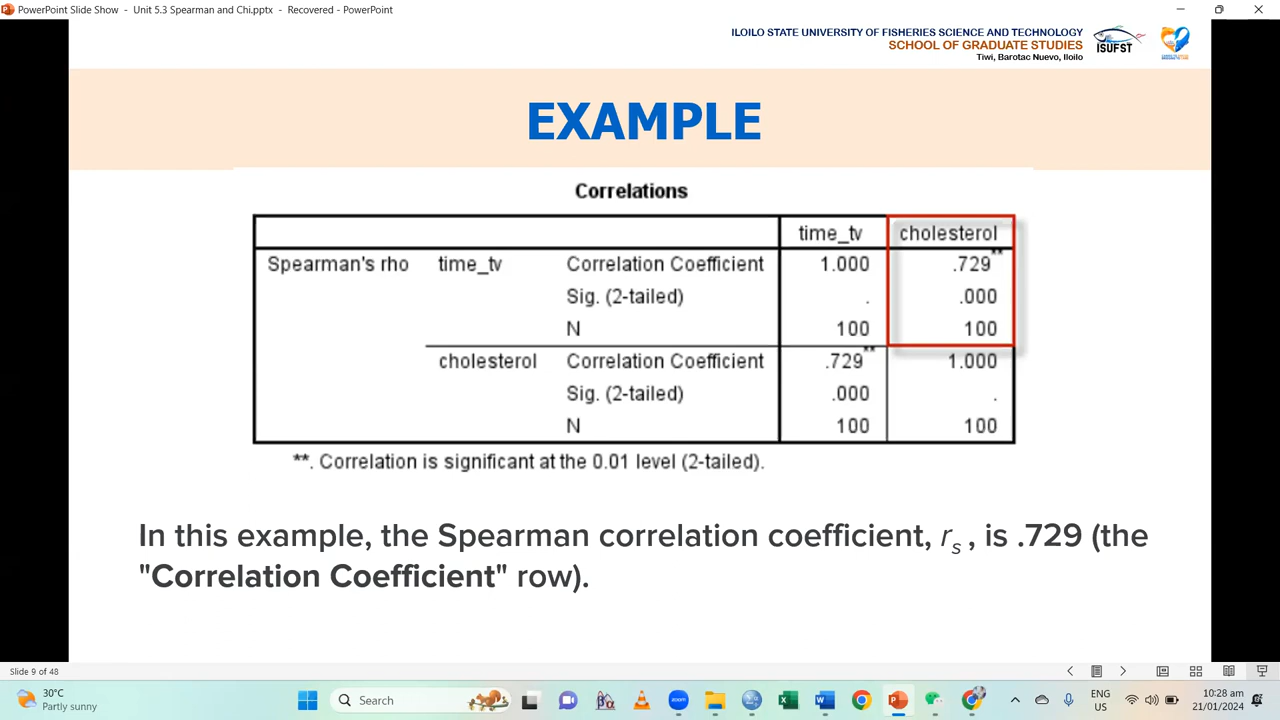 PowerPoint Slide Show - Unit 5.3 Spearman and Chi.pptx - Recovered - PowerPoint
ILOILO STATE UNIVERSITY OF FISHERIES SCIENCE AND TECHNOLOGY
SCHOOL OF GRADUATE STUDIES
Tiwi, Barotac Nuevo, Iloilo
ISUFST
EXAMPLE
Correlations
time_tv cholesterol
Spearman's rho time_tv Correlation Coefficient 1.000 .729**
Sig. (2-tailed) . .000
N 100 100
cholesterol Correlation Coefficient .729** 1.000
Sig. (2-tailed) .000 .
N 100 100
**. Correlation is significant at the 0.01 level (2-tailed).
In this example, the Spearman correlation coefficient, rs , is .729 (the
"Correlation Coefficient" row).
Slide 9 of 48
30°C
Partly sunny
Search
ENG
US
10:28 am
21/01/2024